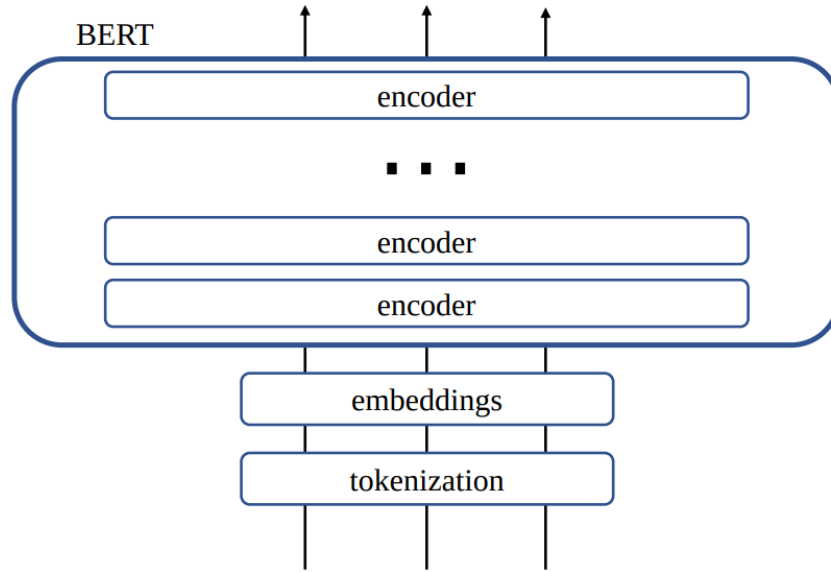 BERT
encoder
...
encoder
encoder
embeddings
tokenization